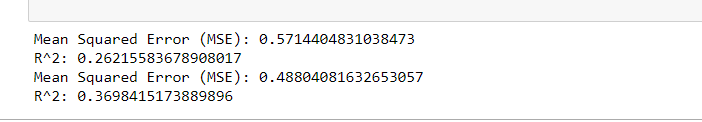 Mean Squared Error (MSE): 0.5714404831038473
R^2: 0.26215583678908017
Mean Squared Error (MSE): 0.48804081632653057
R^2: 0.3698415173889896